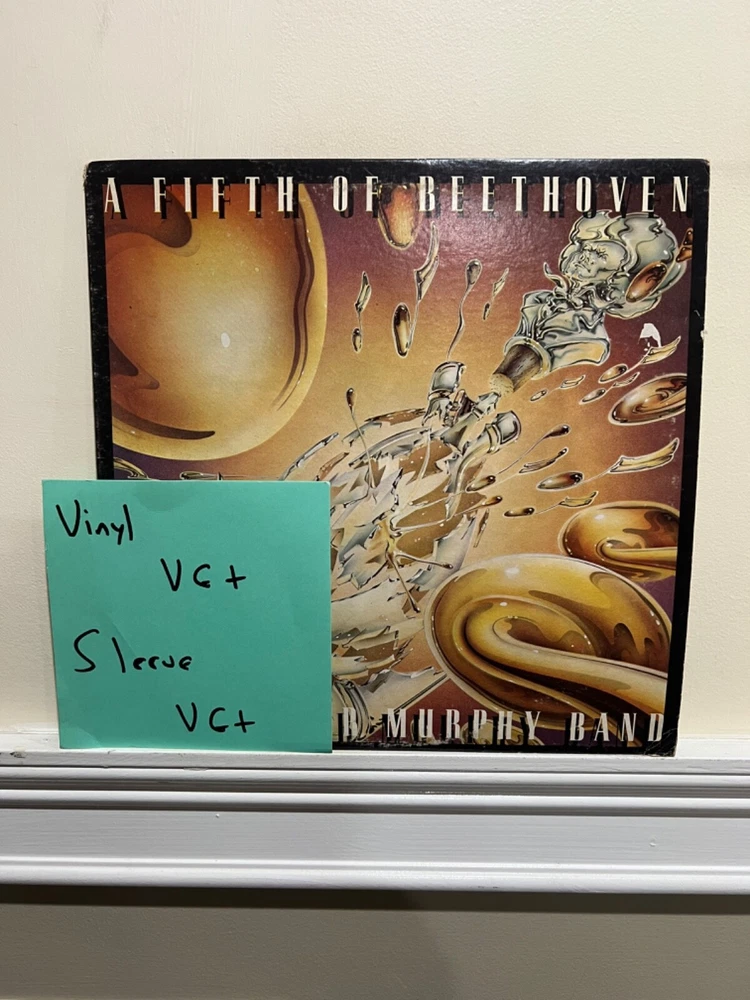 A FIFTH OF BEETHOVEN
Vinyl
VG+
Sleeve
VG+
R MURPHY BAND